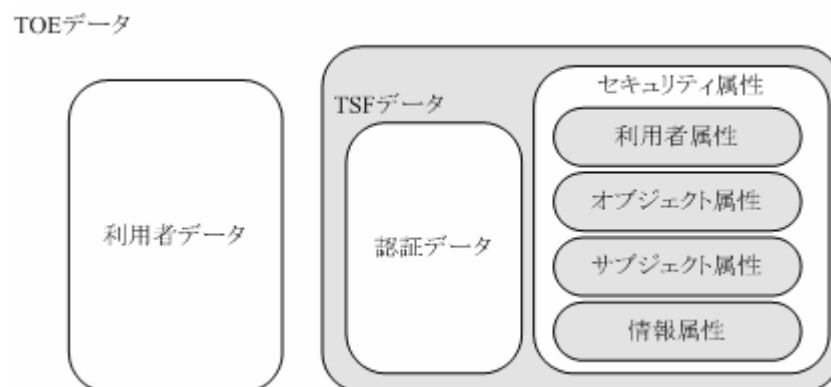 TOEデータ
利用者データ
TSFデータ
認証データ
セキュリティ属性
利用者属性
オブジェクト属性
サブジェクト属性
情報属性